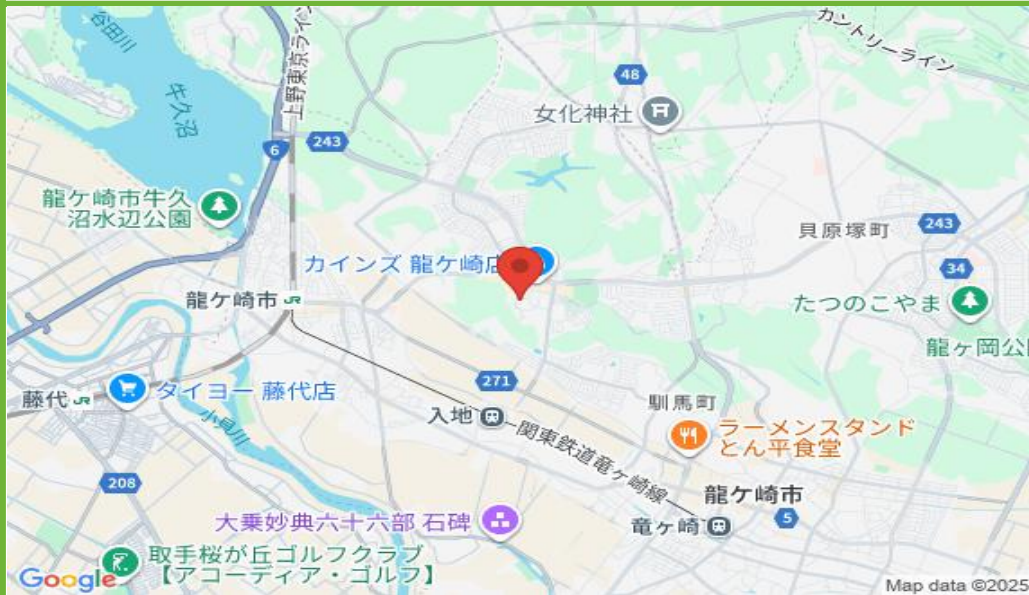 谷田川
牛久沼
上野東京ライン
カントリーライン
48
女化神社
6
243
龍ケ崎市牛久
沼水辺公園
貝原塚町
243
カインズ 龍ケ崎店
34
龍ケ崎市 JR
たつのこやま
龍ヶ岡公園
271
藤代 JR
タイヨー 藤代店
小貝川
入地
関東鉄道竜ヶ崎線
馴馬町
ラーメンスタンド
とん平食堂
208
龍ケ崎市
5
大乗妙典六十六部 石碑
竜ヶ崎
取手桜が丘ゴルフクラブ
【アコーディア・ゴルフ】
Google
Map data ©2025